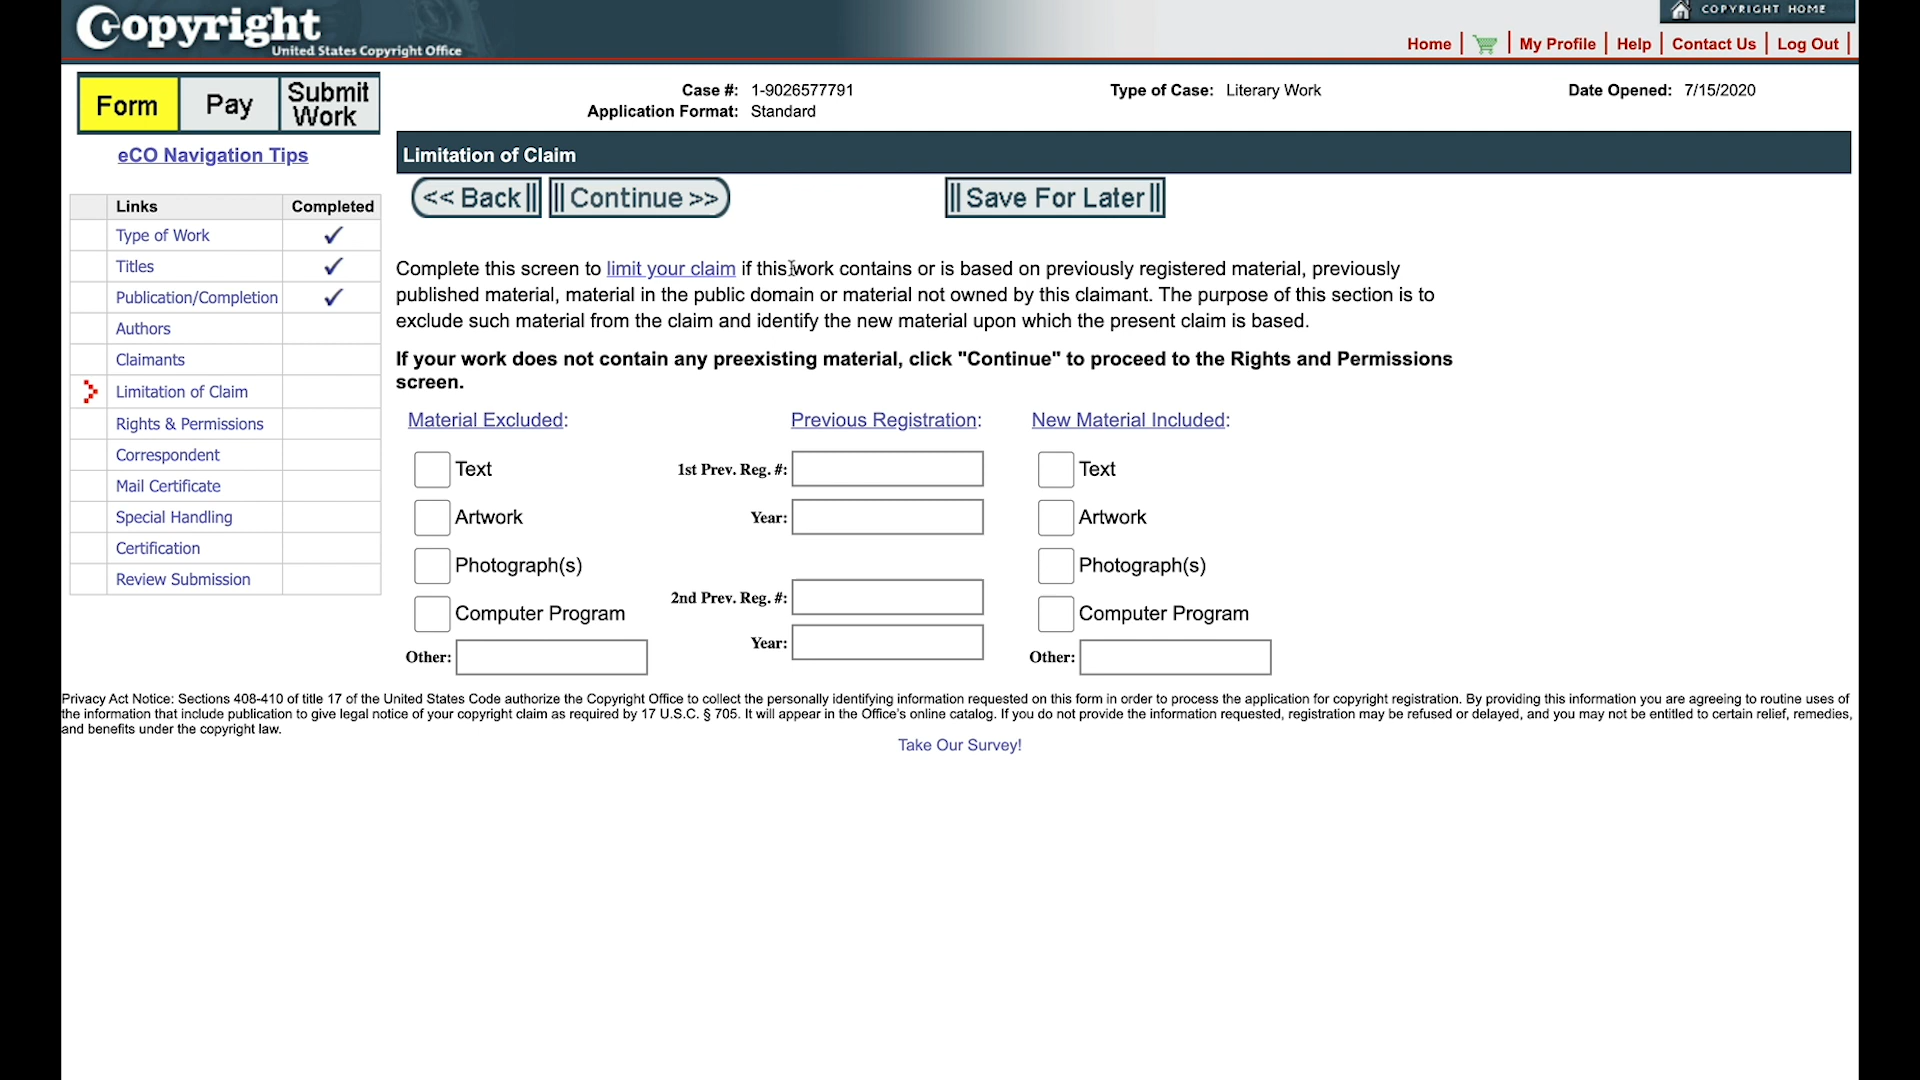 COPYRIGHT HOME
Copyright
United States Copyright Office
Home My Profile Help Contact Us Log Out
Form Pay Submit Work
eCO Navigation Tips
Case #: 1-9026577791 Type of Case: Literary Work Date Opened: 7/15/2020
Application Format: Standard
Limitation of Claim
<< Back Continue >> Save For Later
Links Completed
Type of Work
Titles
Publication/Completion
Authors
Claimants
Limitation of Claim
Rights & Permissions
Correspondent
Mail Certificate
Special Handling
Certification
Review Submission
Complete this screen to limit your claim if this work contains or is based on previously registered material, previously
published material, material in the public domain or material not owned by this claimant. The purpose of this section is to
exclude such material from the claim and identify the new material upon which the present claim is based.
If your work does not contain any preexisting material, click "Continue" to proceed to the Rights and Permissions
screen.
Material Excluded: Previous Registration: New Material Included:
Text 1st Prev. Reg. #: Text
Artwork Year: Artwork
Photograph(s) Photograph(s)
2nd Prev. Reg. #:
Computer Program Computer Program
Year:
Other: Other:
Privacy Act Notice: Sections 408-410 of title 17 of the United States Code authorize the Copyright Office to collect the personally identifying information requested on this form in order to process the application for copyright registration. By providing this information you are agreeing to routine uses of
the information that include publication to give legal notice of your copyright claim as required by 17 U.S.C. § 705. It will appear in the Office's online catalog. If you do not provide the information requested, registration may be refused or delayed, and you may not be entitled to certain relief, remedies,
and benefits under the copyright law.
Take Our Survey!